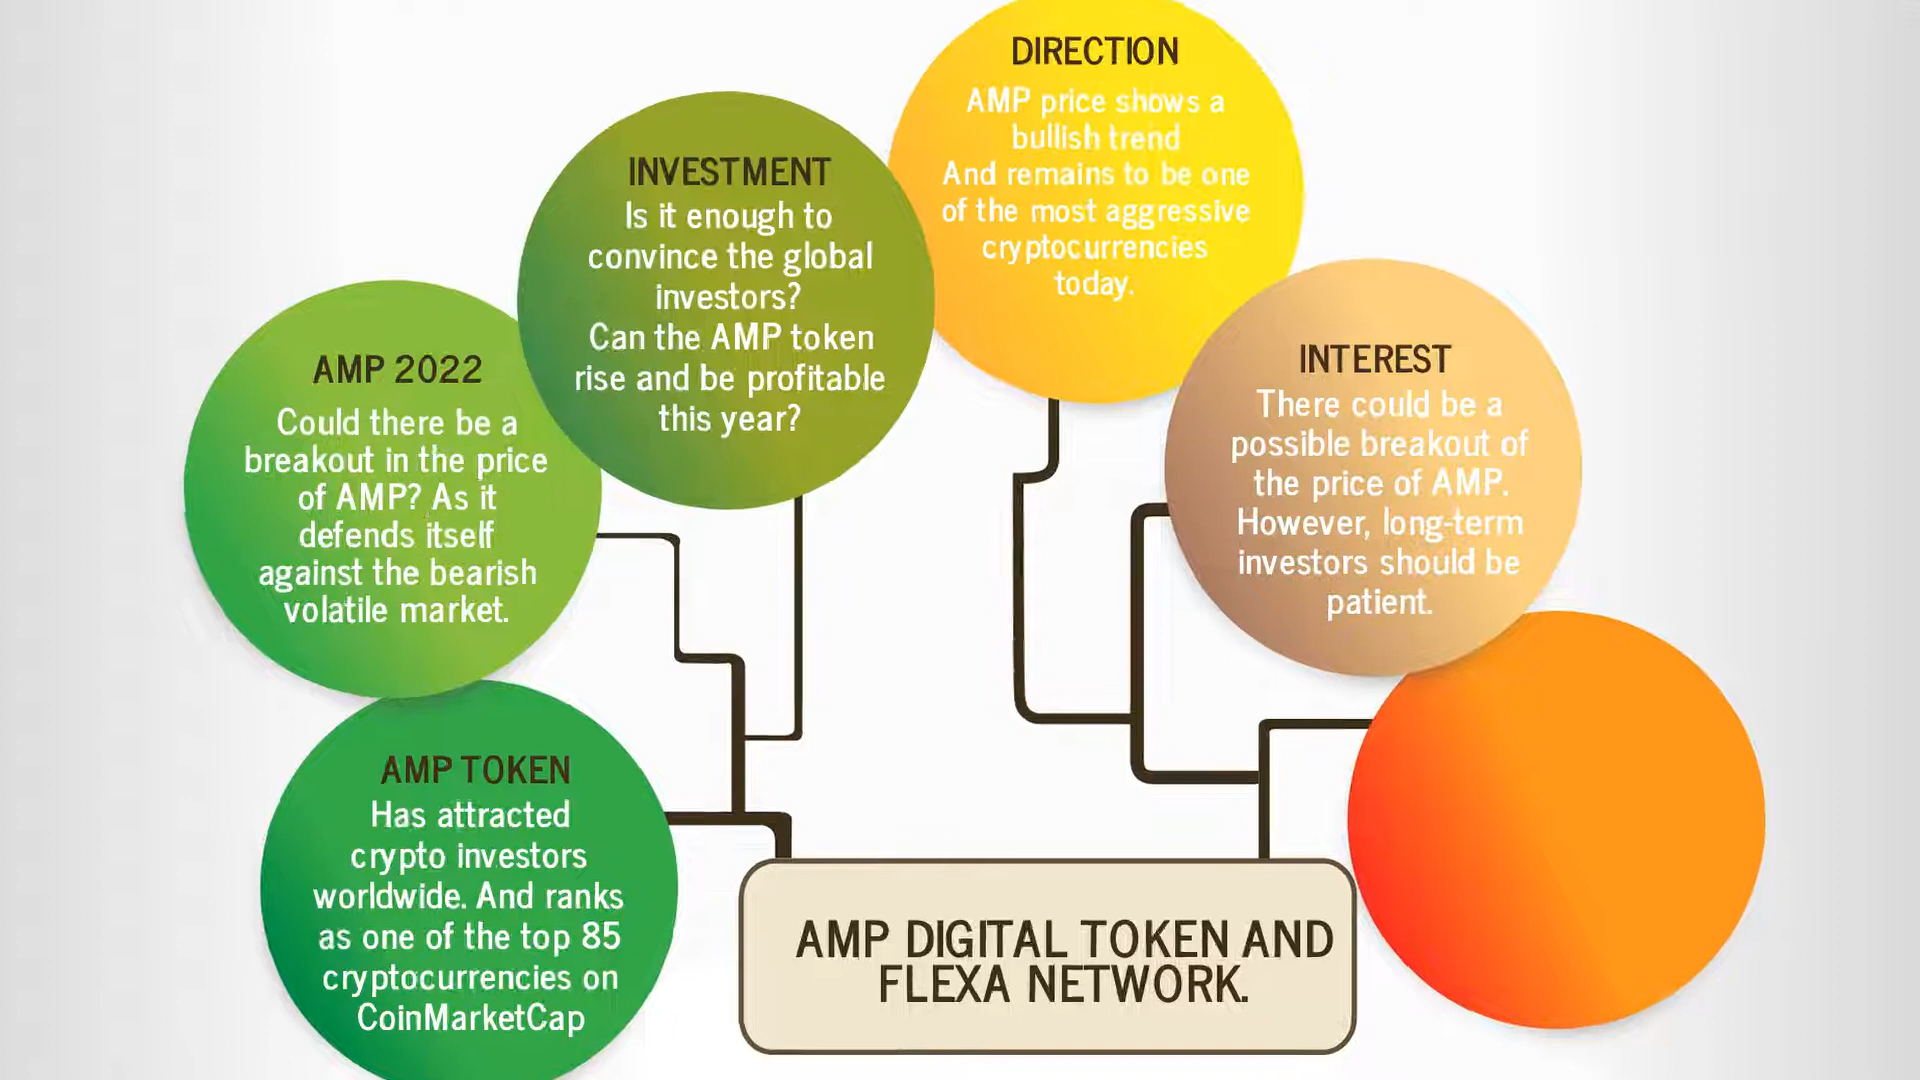 DIRECTION
AMP price shows a
bullish trend
And remains to be one
of the most aggressive
cryptocurrencies
today.
INVESTMENT
Is it enough to
convince the global
investors?
Can the AMP token
rise and be profitable
this year?
AMP 2022
Could there be a
breakout in the price
of AMP? As it
defends itself
against the bearish
volatile market.
INTEREST
There could be a
possible breakout of
the price of AMP.
However, long-term
investors should be
patient.
AMP TOKEN
Has attracted
crypto investors
worldwide. And ranks
as one of the top 85
cryptocurrencies on
CoinMarketCap
AMP DIGITAL TOKEN AND
FLEXA NETWORK.